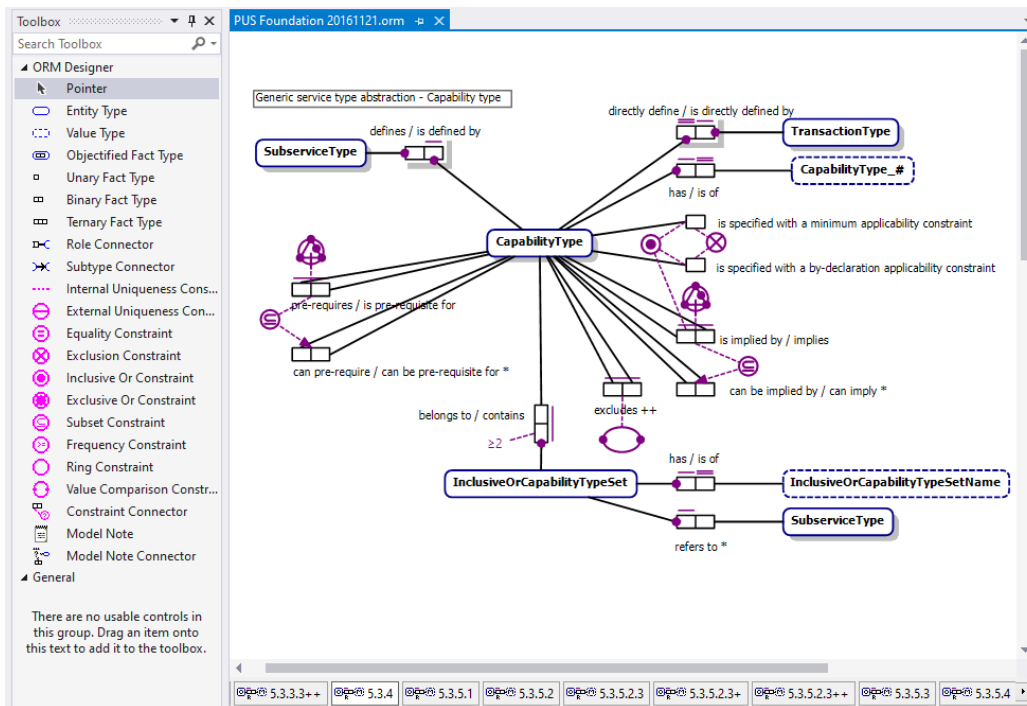 Toolbox
Search Toolbox
ORM Designer
Pointer
Entity Type
Value Type
Objectified Fact Type
Unary Fact Type
Binary Fact Type
Ternary Fact Type
Role Connector
Subtype Connector
Internal Uniqueness Cons...
External Uniqueness Con...
Equality Constraint
Exclusion Constraint
Inclusive Or Constraint
Exclusive Or Constraint
Subset Constraint
Frequency Constraint
Ring Constraint
Value Comparison Constr...
Constraint Connector
Model Note
Model Note Connector
General
There are no usable controls in
this group. Drag an item onto
this text to add it to the toolbox.
PUS Foundation 20161121.orm
Generic service type abstraction - Capability type
directly define / is directly defined by
defines / is defined by
TransactionType
SubserviceType
CapabilityType_#
has / is of
is specified with a minimum applicability constraint
CapabilityType
is specified with a by-declaration applicability constraint
pre-requires / is pre-requisite for
is implied by / implies
can pre-require / can be pre-requisite for *
can be implied by / can imply *
belongs to / contains
excludes ++
≥2
has / is of
InclusiveOrCapabilityTypeSet
InclusiveOrCapabilityTypeSetName
SubserviceType
refers to *
5.3.3.3++
5.3.4
5.3.5.1
5.3.5.2
5.3.5.2.3
5.3.5.2.3+
5.3.5.2.3++
5.3.5.3
5.3.5.4